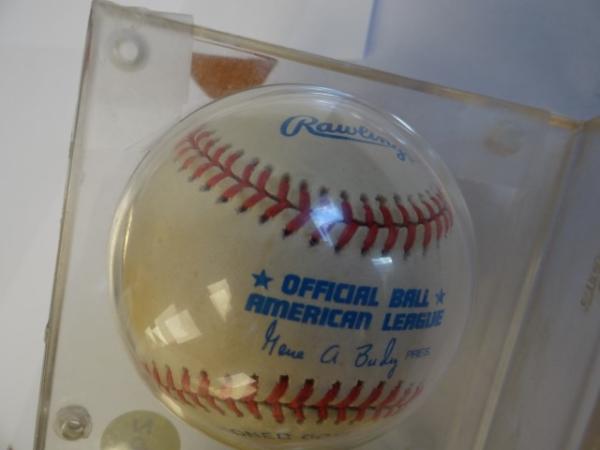 Rawlings
★ OFFICIAL BALL ★
AMERICAN LEAGUE
Gene A. Budig PRES.